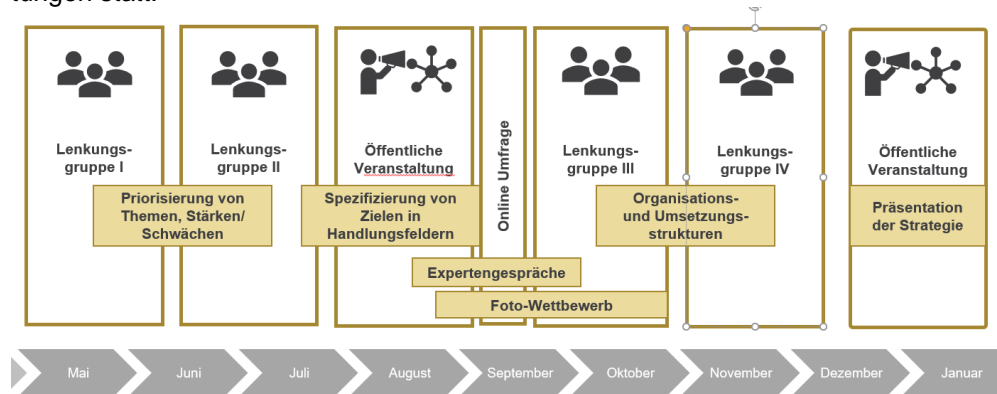 tungen statt.
Lenkungs-
gruppe I
Lenkungs-
gruppe II
Öffentliche
Veranstaltung
Online Umfrage
Lenkungs-
gruppe III
Lenkungs-
gruppe IV
Öffentliche
Veranstaltung
Priorisierung von
Themen, Stärken/
Schwächen
Spezifizierung von
Zielen in
Handlungsfeldern
Organisations-
und Umsetzungs-
strukturen
Präsentation
der Strategie
Expertengespräche
Foto-Wettbewerb
Mai
Juni
Juli
August
September
Oktober
November
Dezember
Januar